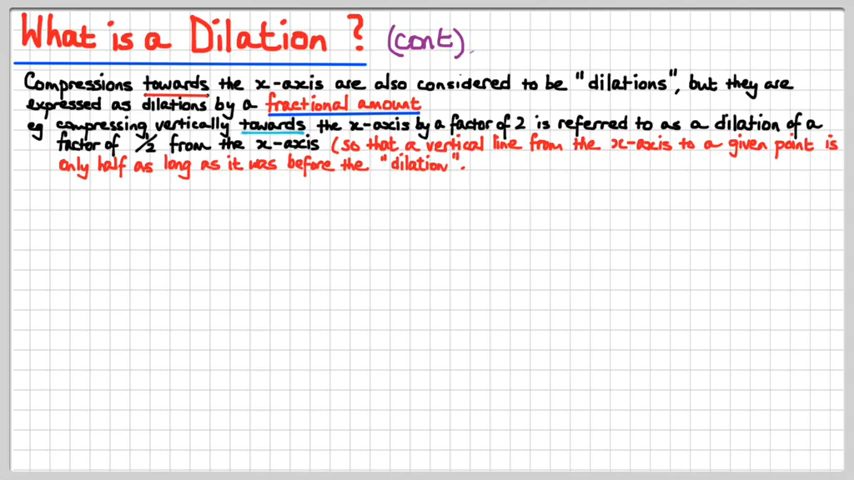 What is a Dilation ? (cont)
Compressions towards the x-axis are also considered to be "dilations", but they are
expressed as dilations by a fractional amount
eg compressing vertically towards the x-axis by a factor of 2 is referred to as a dilation of a
factor of 1/2 from the x-axis (so that a vertical line from the x-axis to a given point is
only half as long as it was before the "dilation".